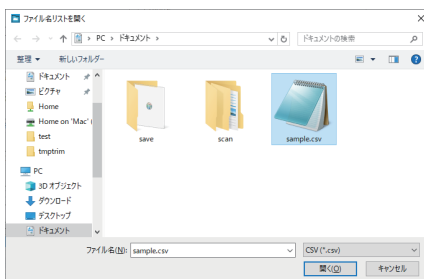 ファイル名リストを開く
PC > ドキュメント >
ドキュメントの検索
整理 新しいフォルダー
ドキュメント
ピクチャ
Home
Home on 'Mac' (
test
tmptrim
PC
3D オブジェクト
ダウンロード
デスクトップ
ドキュメント
save
scan
sample.csv
ファイル名(N): sample.csv
CSV (*.csv)
開く(O)
キャンセル